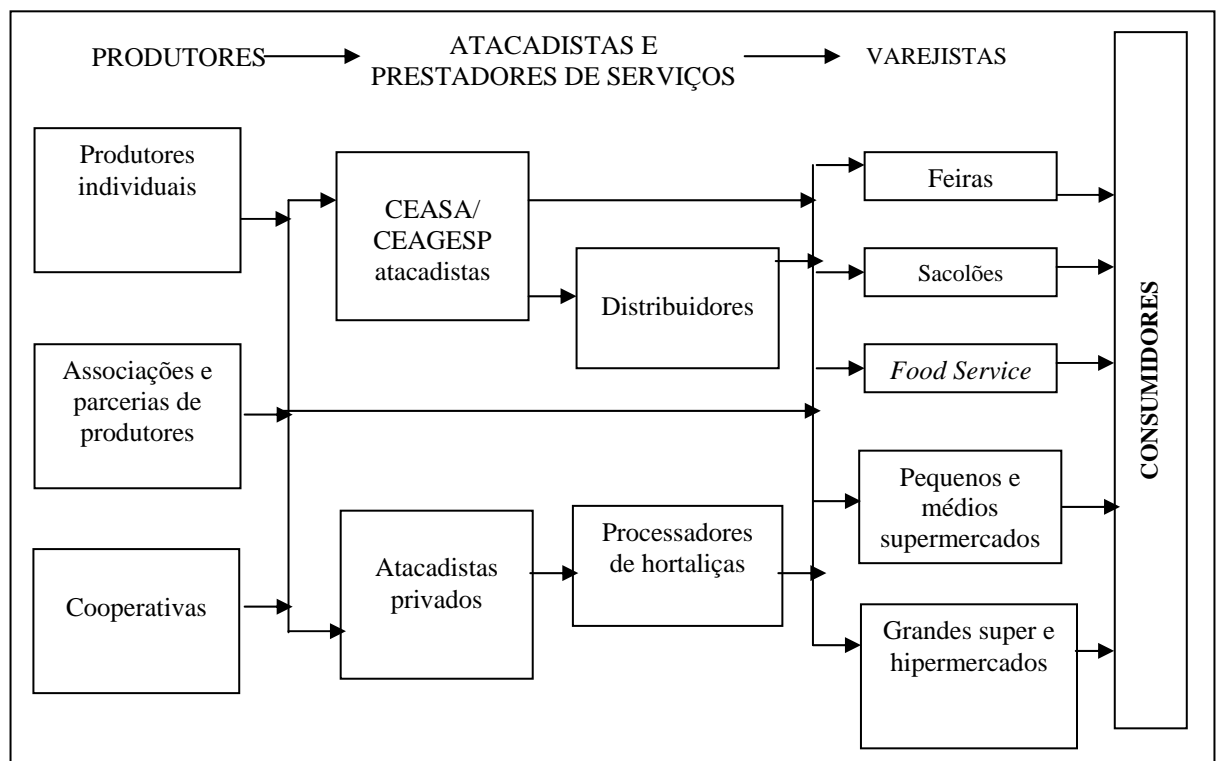 PRODUTORES
ATACADISTAS E
PRESTADORES DE SERVIÇOS
VAREJISTAS
Produtores
individuais
Associações e
parcerias de
produtores
Cooperativas
CEASA/
CEAGESP
atacadistas
Distribuidores
Atacadistas
privados
Processadores
de hortaliças
Feiras
Sacolões
Food Service
Pequenos e
médios
supermercados
Grandes super e
hipermercados
CONSUMIDORES